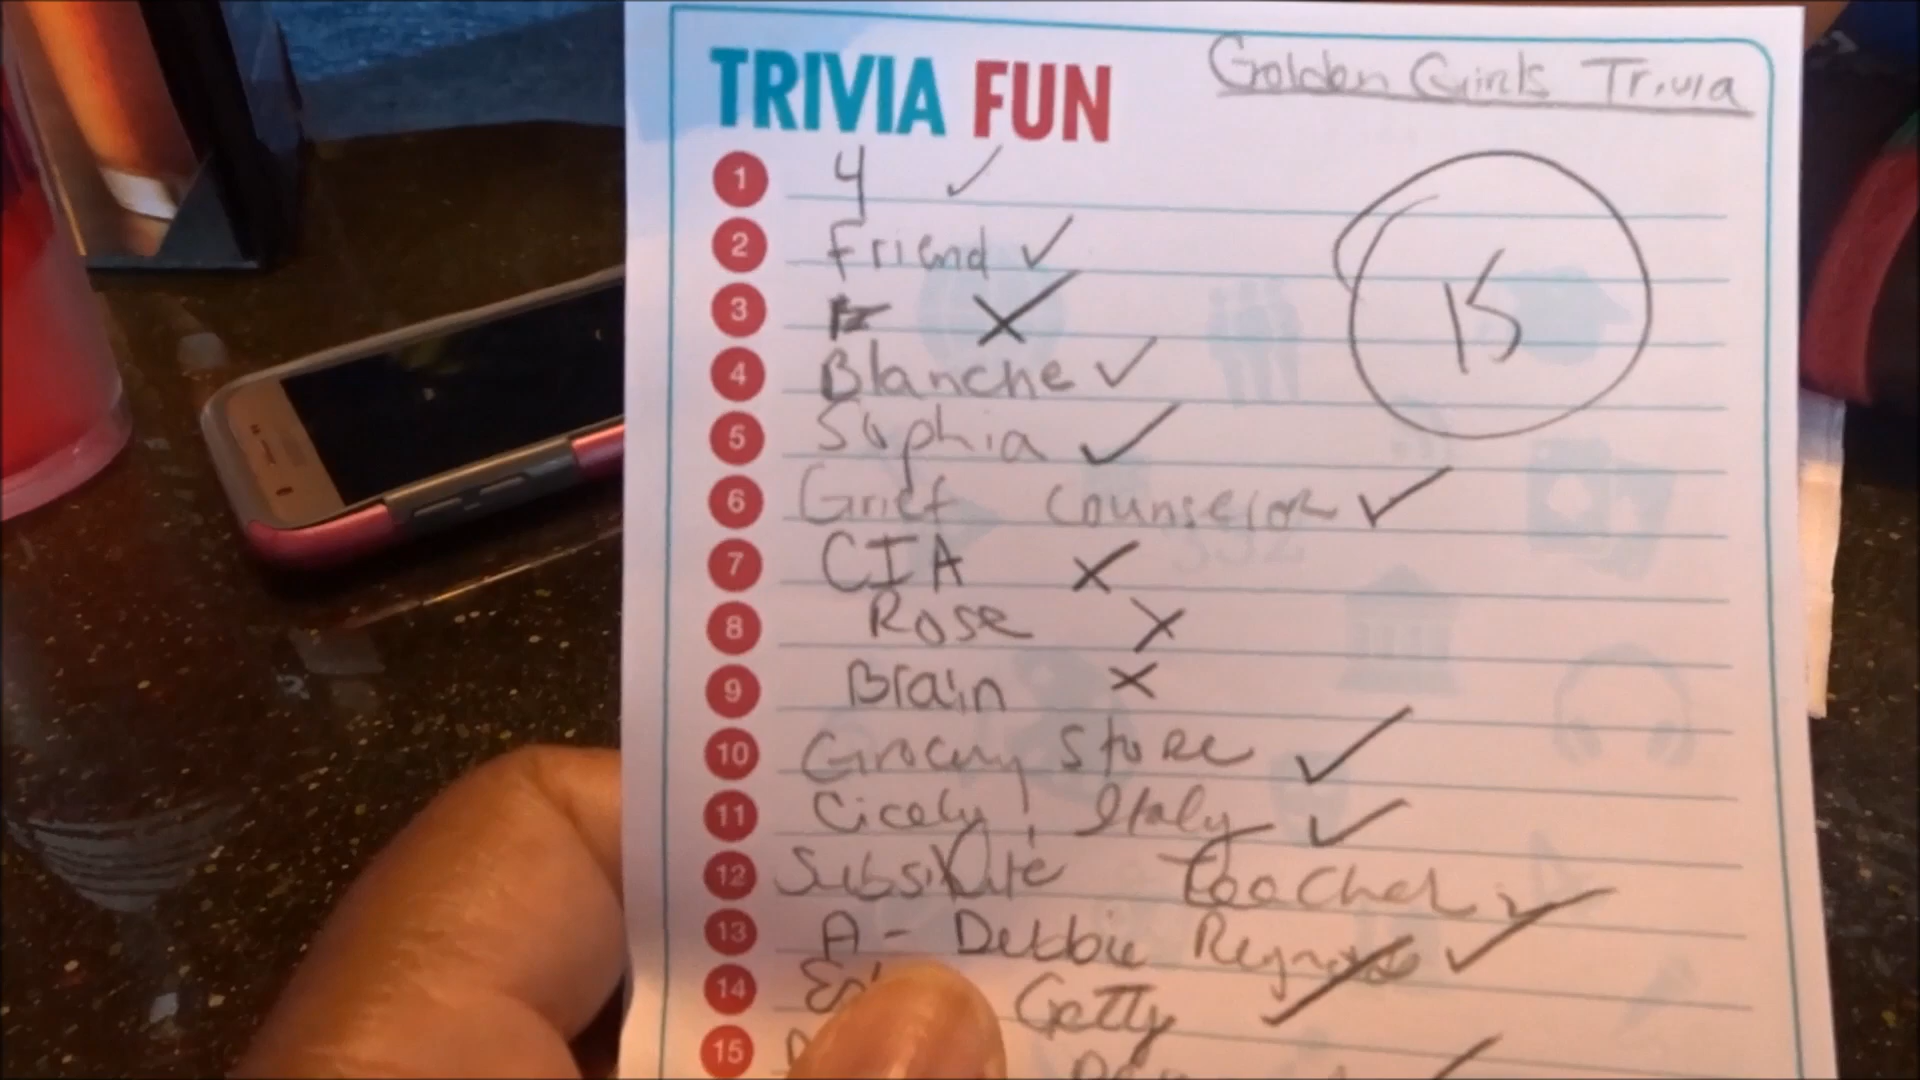 TRIVIA FUN
Golden Girls Trivia
15
1 4
2 Friend
3
4 Blanche
5 Sophia
6 Grief Counselor
7 CIA
8 Rose
9 Brain
10 Grocery Store
11 Cicely, Italy
12 Subsitute Teacher
13 A - Debbie Reynolds
14 Getty
15